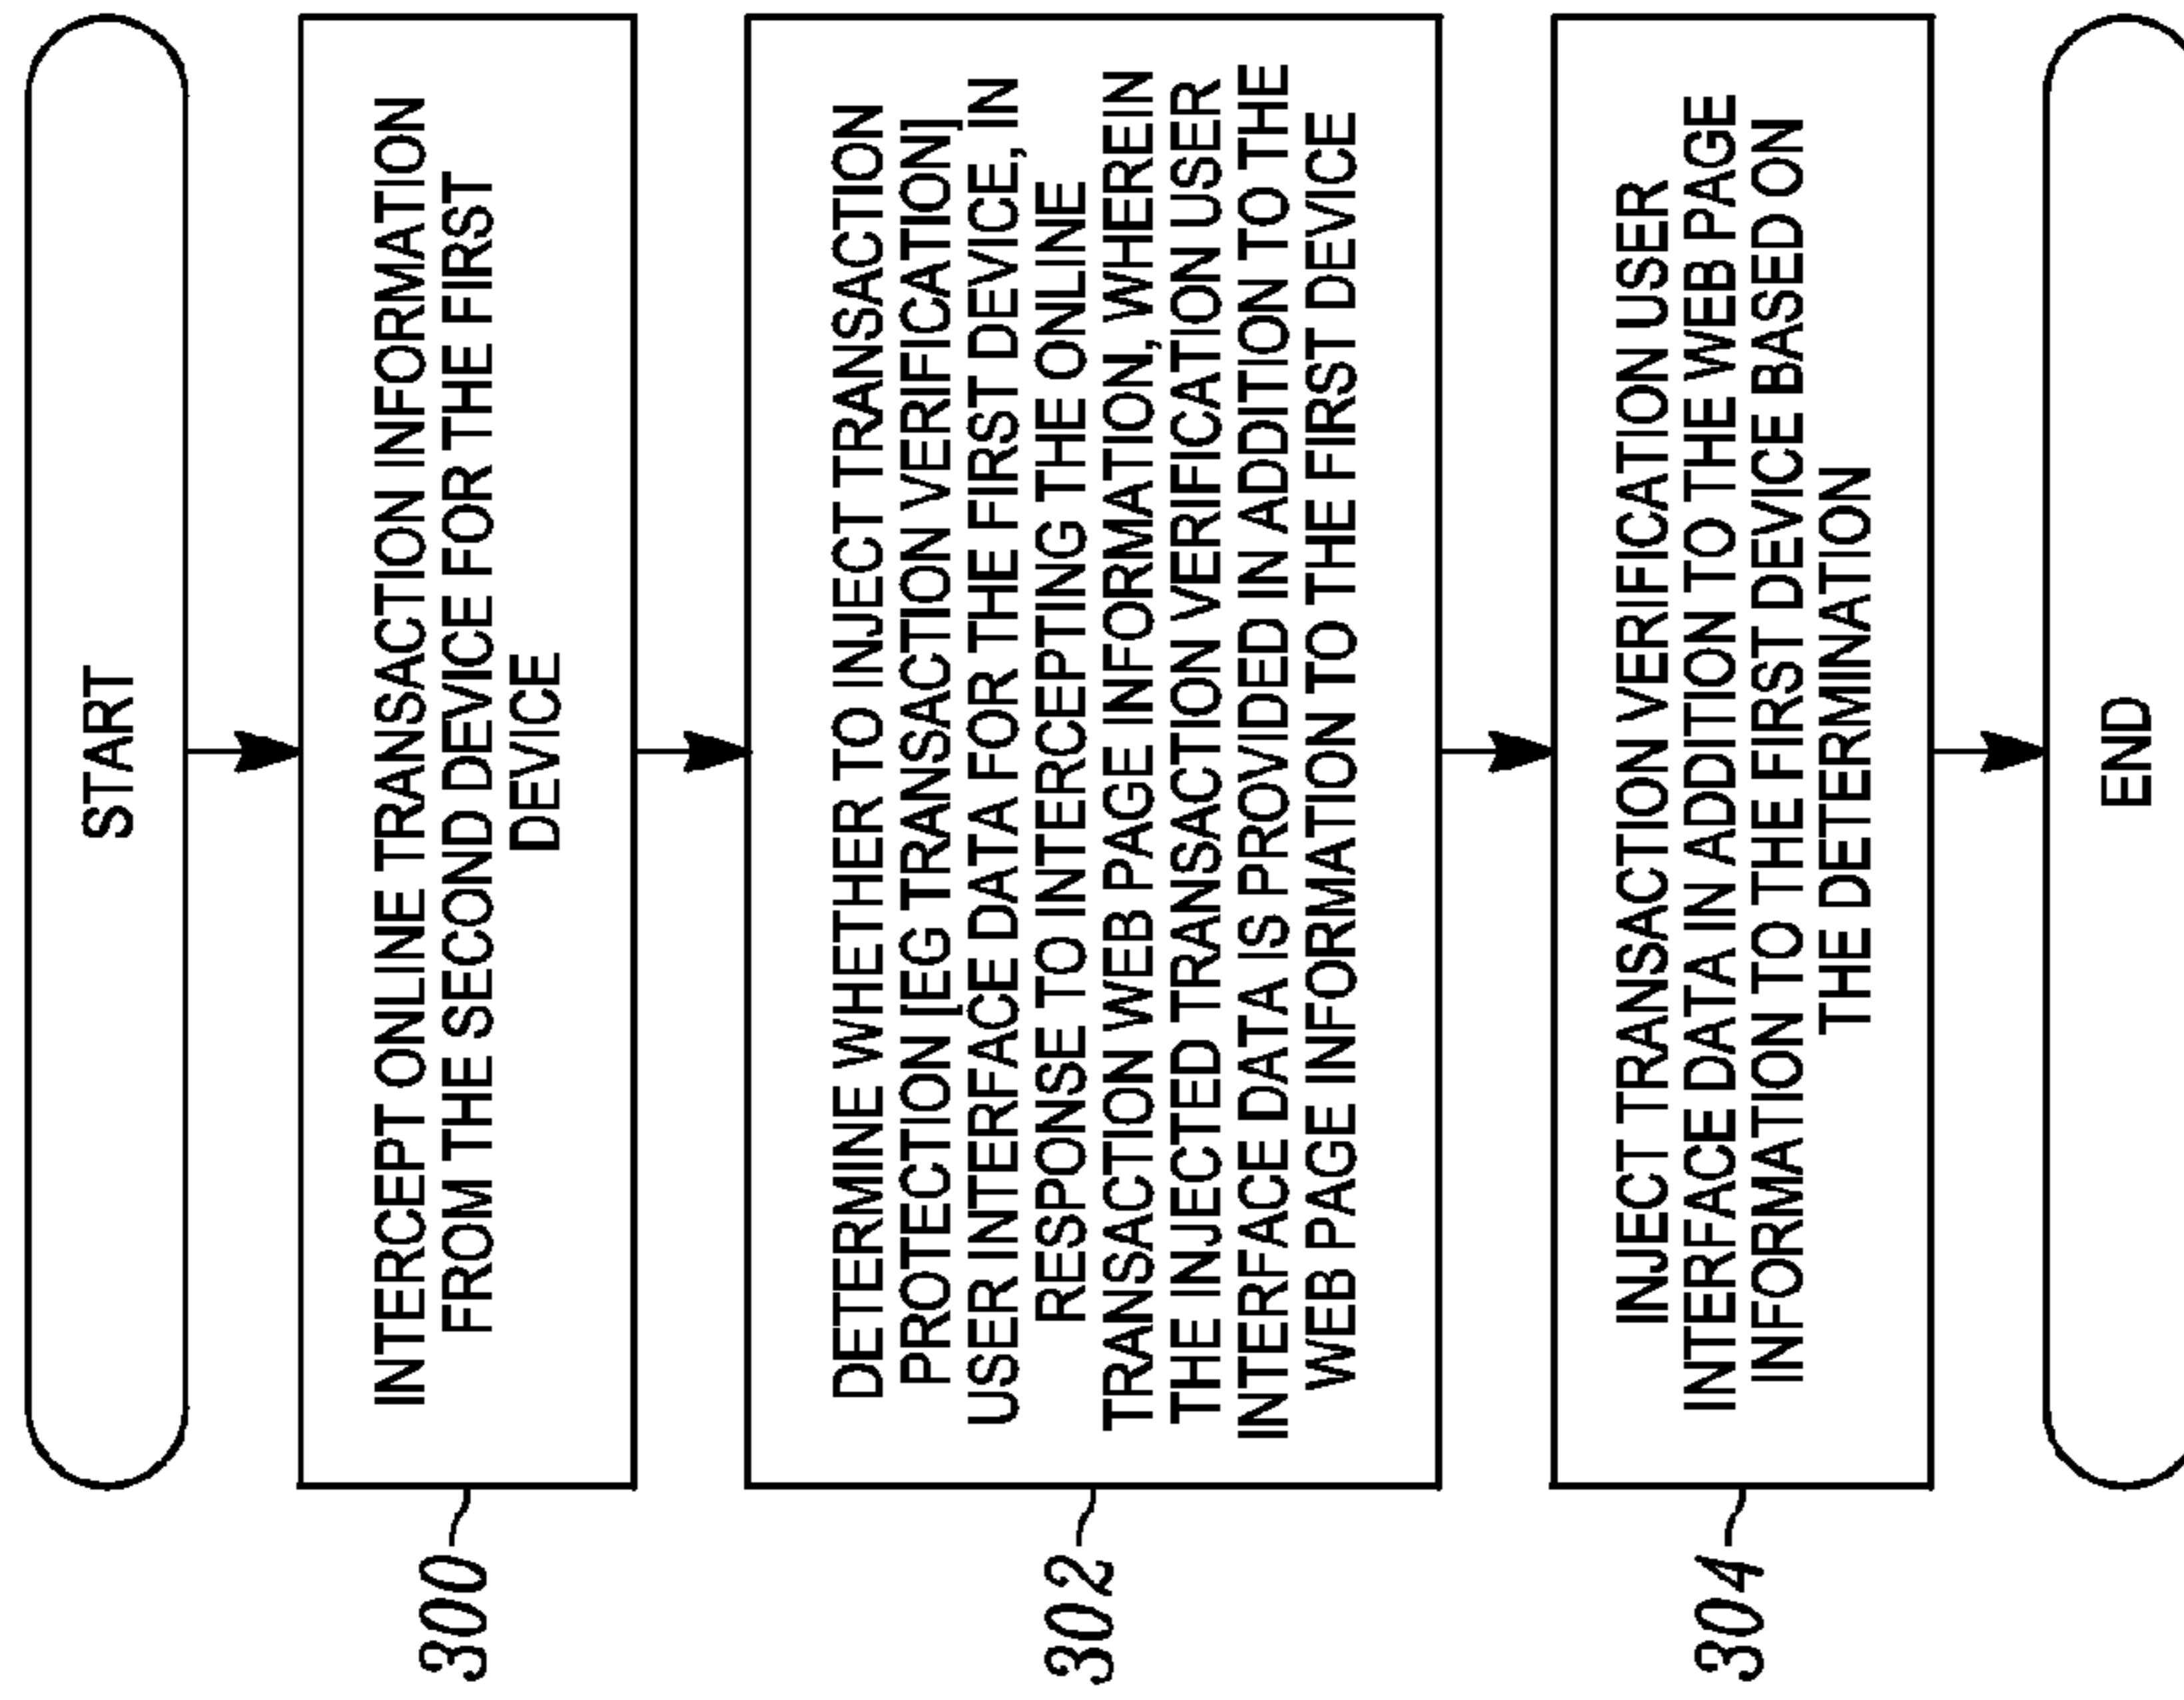 START
INTERCEPT ONLINE TRANSACTION INFORMATION
FROM THE SECOND DEVICE FOR THE FIRST
DEVICE
300
DETERMINE WHETHER TO INJECT TRANSACTION
PROTECTION [EG TRANSACTION VERIFICATION]
USER INTERFACE DATA FOR THE FIRST DEVICE, IN
RESPONSE TO INTERCEPTING THE ONLINE
TRANSACTION WEB PAGE INFORMATION, WHEREIN
THE INJECTED TRANSACTION VERIFICATION USER
INTERFACE DATA IS PROVIDED IN ADDITION TO THE
WEB PAGE INFORMATION TO THE FIRST DEVICE
302
INJECT TRANSACTION VERIFICATION USER
INTERFACE DATA IN ADDITION TO THE WEB PAGE
INFORMATION TO THE FIRST DEVICE BASED ON
THE DETERMINATION
304
END